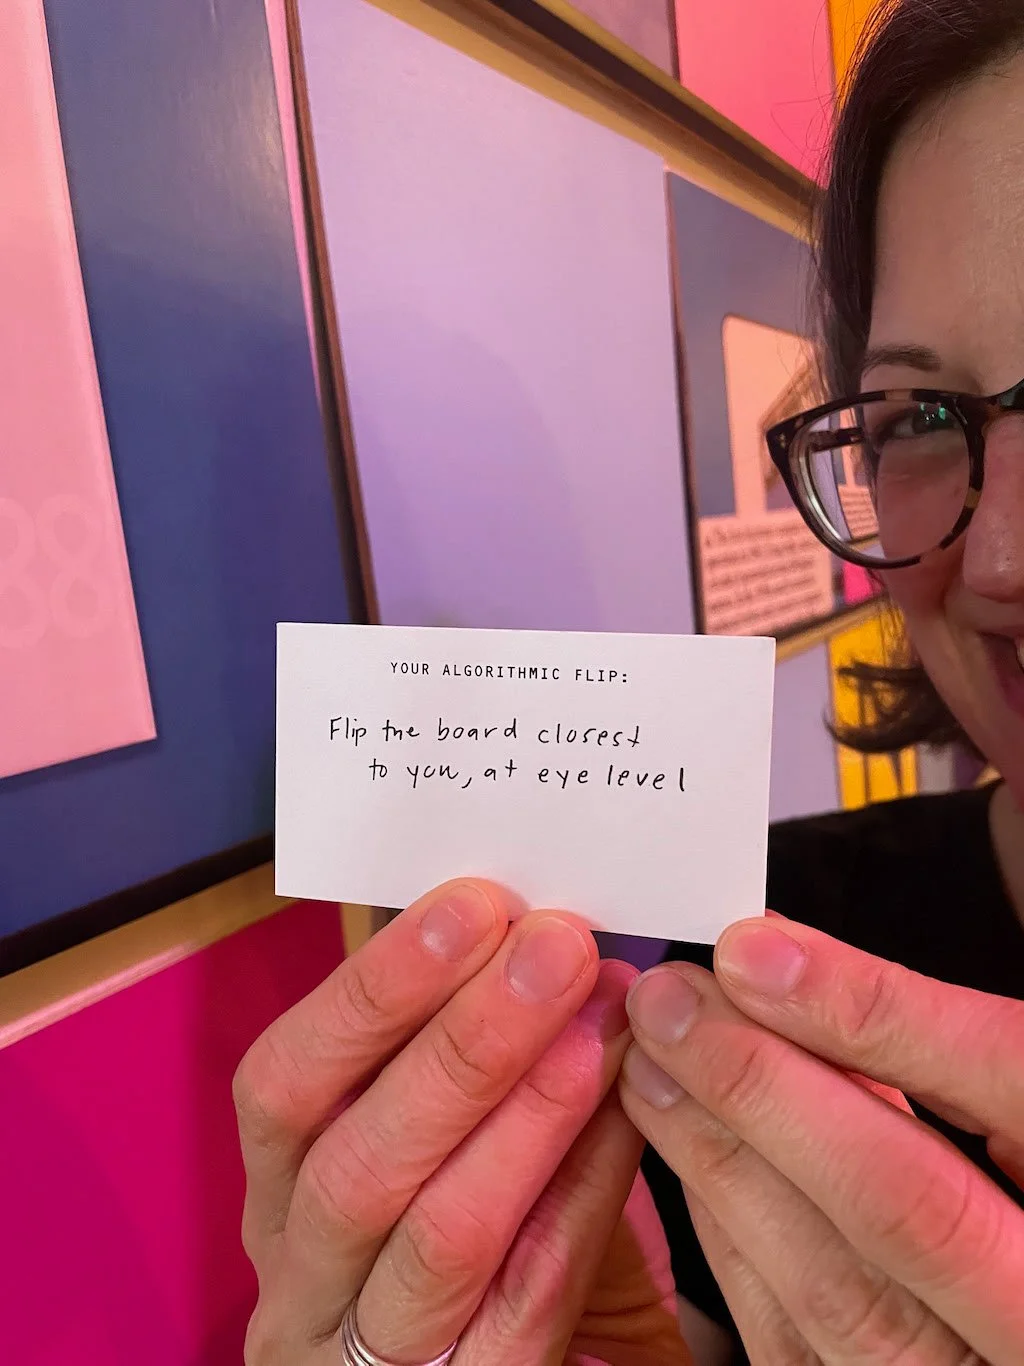 YOUR ALGORITHMIC FLIP:
Flip the board closest
to you, at eye level